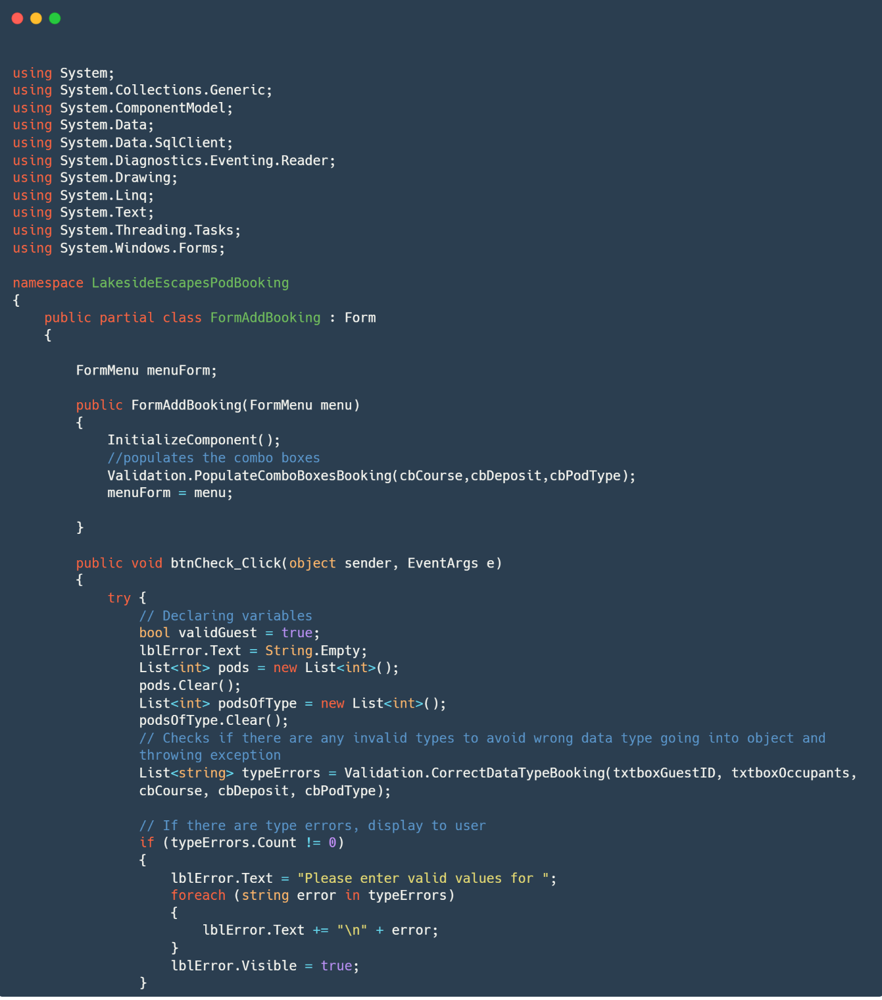 using System;
using System.Collections.Generic;
using System.ComponentModel;
using System.Data;
using System.Data.SqlClient;
using System.Diagnostics.Eventing.Reader;
using System.Drawing;
using System.Linq;
using System.Text;
using System.Threading.Tasks;
using System.Windows.Forms;

namespace LakesideEscapesPodBooking
{
    public partial class FormAddBooking : Form
    {

        FormMenu menuForm;

        public FormAddBooking(FormMenu menu)
        {
            InitializeComponent();
            //populates the combo boxes
            Validation.PopulateComboBoxesBooking(cbCourse,cbDeposit,cbPodType);
            menuForm = menu;

        }

        public void btnCheck_Click(object sender, EventArgs e)
        {
            try {
                // Declaring variables
                bool validGuest = true;
                lblError.Text = String.Empty;
                List<int> pods = new List<int>();
                pods.Clear();
                List<int> podsOfType = new List<int>();
                podsOfType.Clear();
                // Checks if there are any invalid types to avoid wrong data type going into object and
                throwing exception
                List<string> typeErrors = Validation.CorrectDataTypeBooking(txtboxGuestID, txtboxOccupants,
                cbCourse, cbDeposit, cbPodType);

                // If there are type errors, display to user
                if (typeErrors.Count != 0)
                {
                    lblError.Text = "Please enter valid values for ";
                    foreach (string error in typeErrors)
                    {
                        lblError.Text += "\n" + error;
                    }
                    lblError.Visible = true;
                }